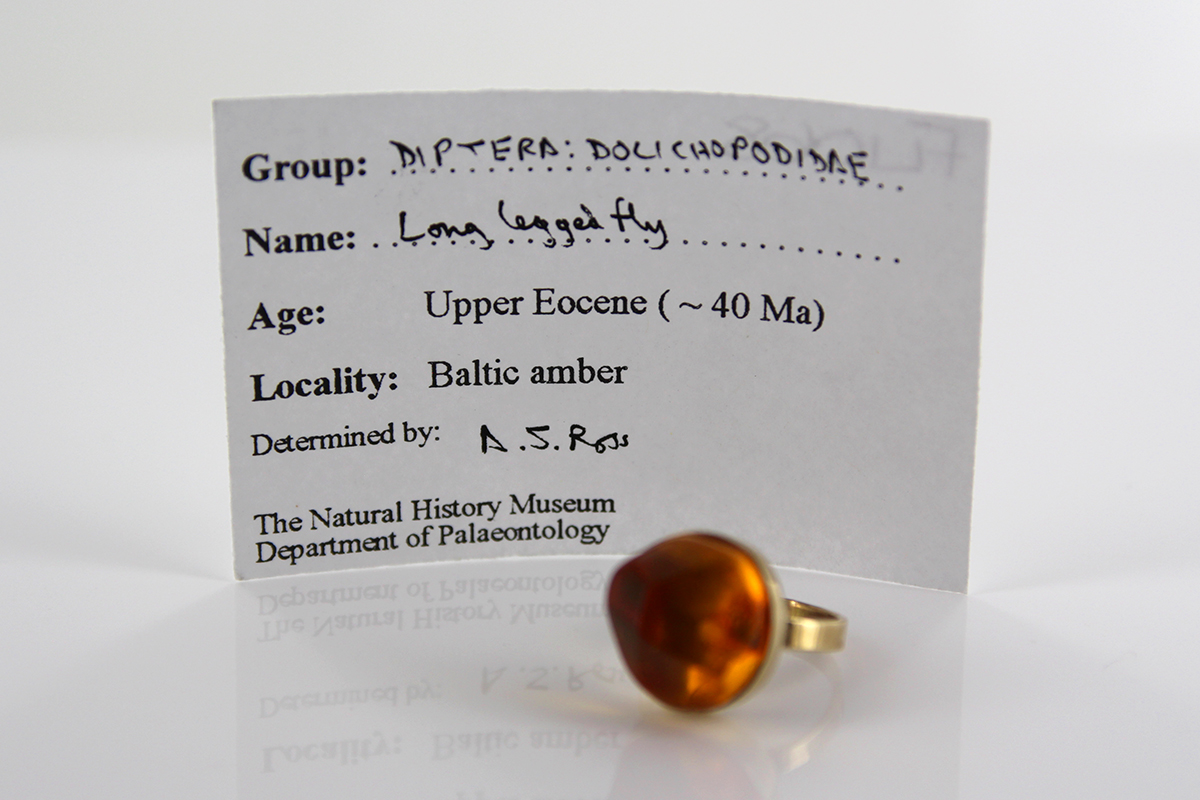 Group: DIPTERA: DOLICHOPODIDAE
Name: Long legged fly
Age: Upper Eocene (~40 Ma)
Locality: Baltic amber
Determined by: A.J. Ross
The Natural History Museum
Department of Palaeontology